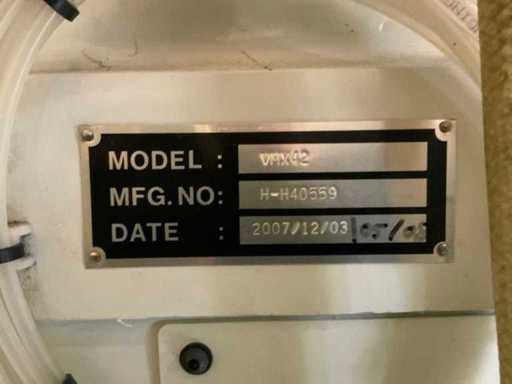 MODEL : VMX42
MFG.NO: H-H40559
DATE : 2007/12/03